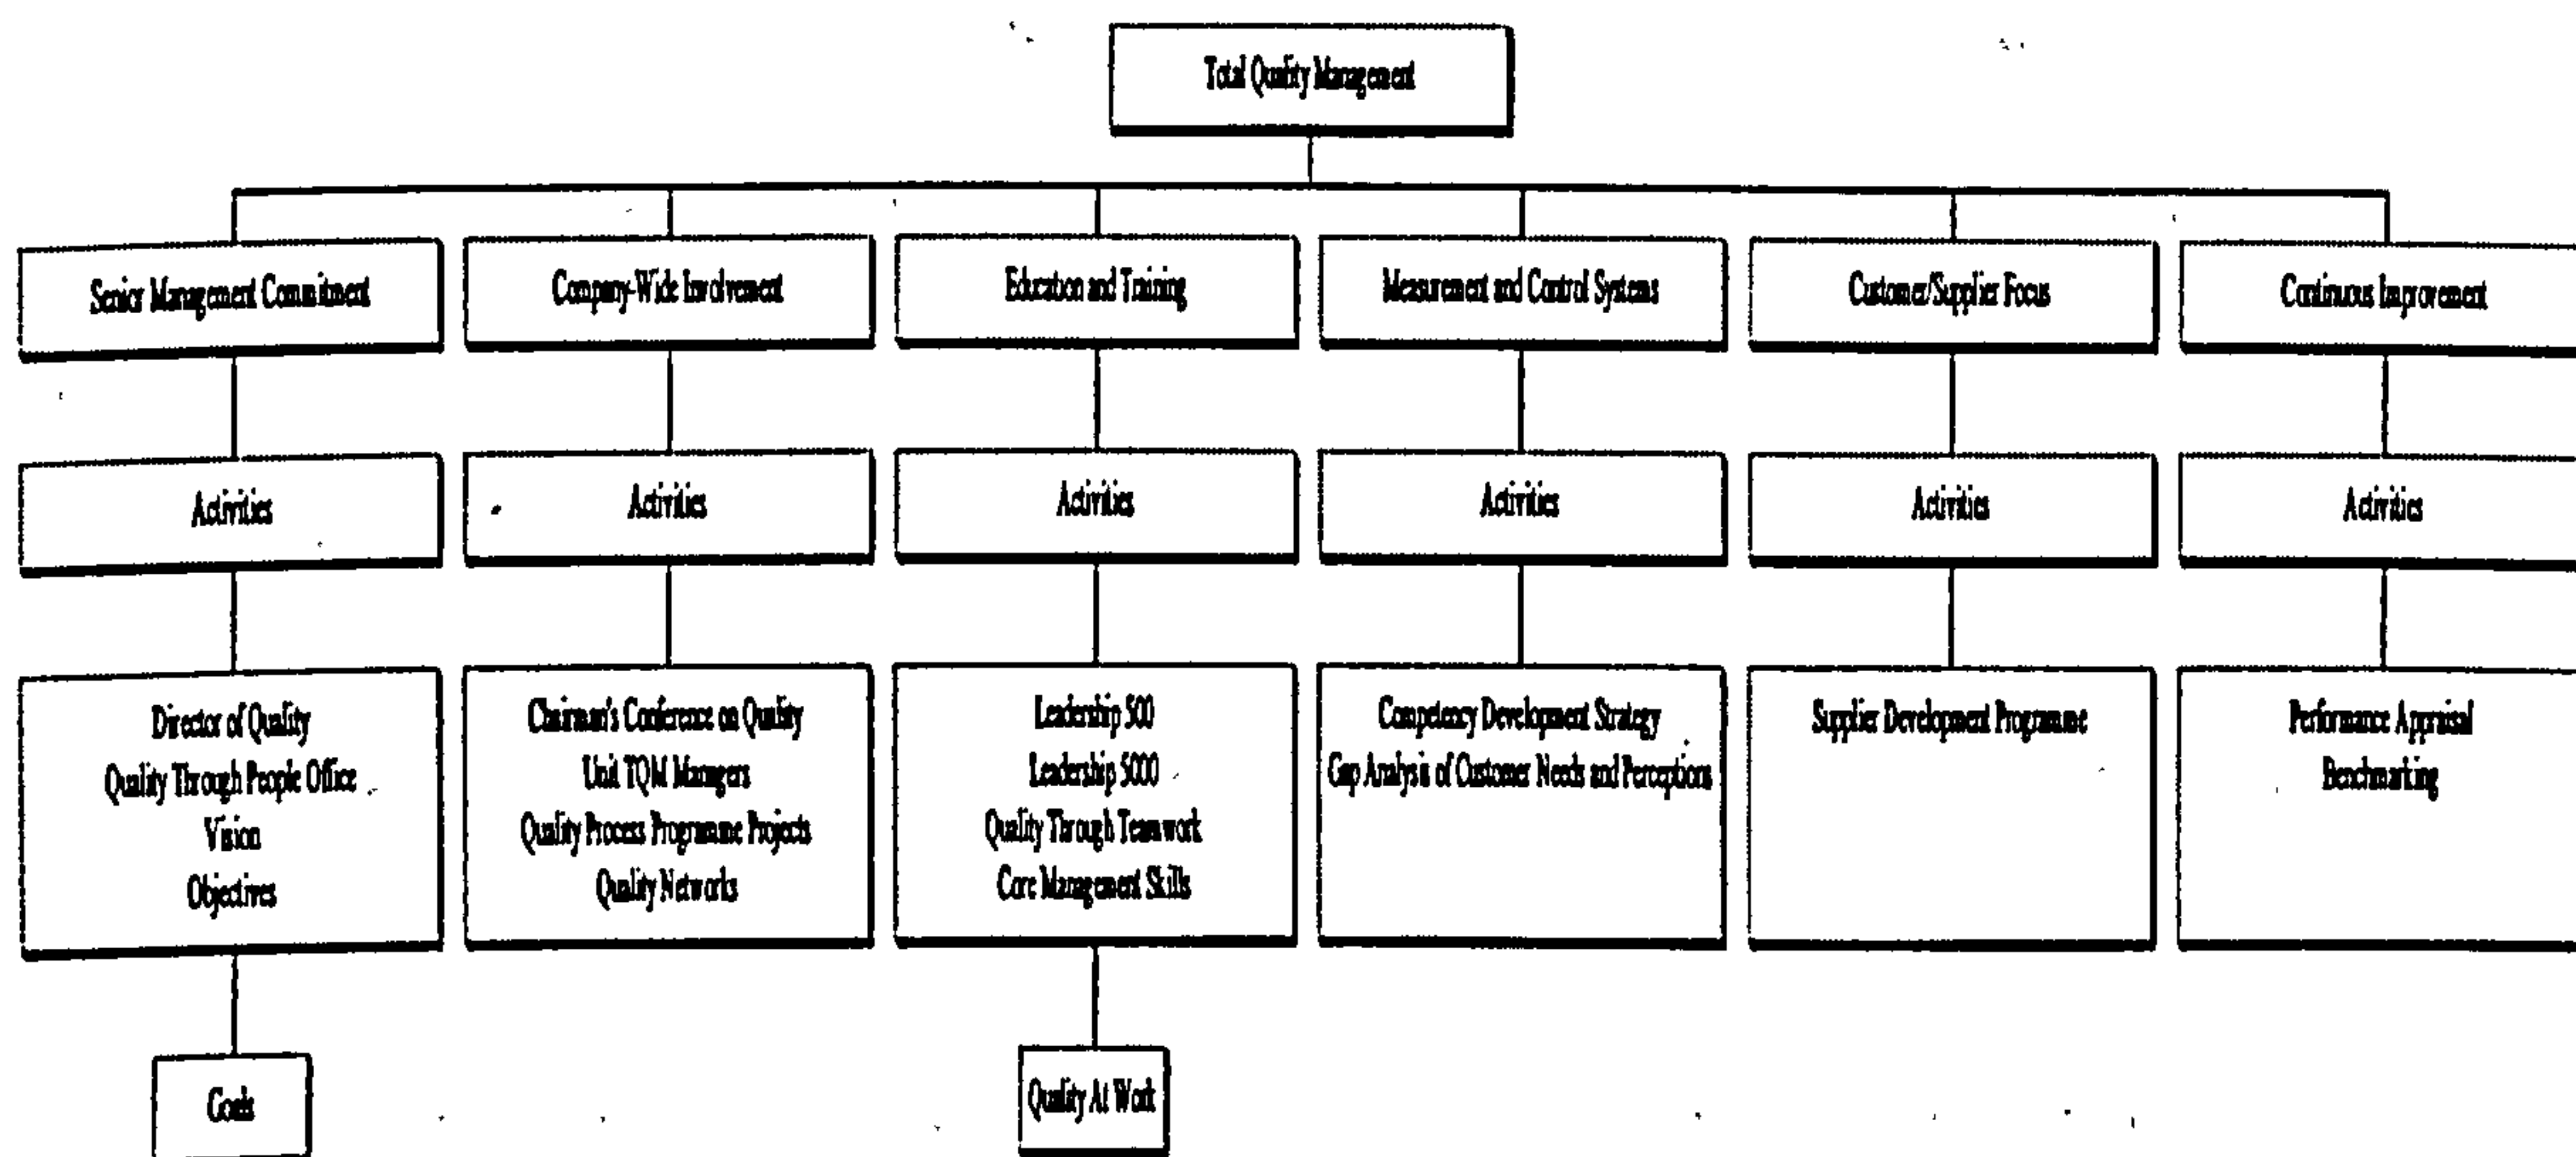 Total Quality Management
Senior Management Commitment
Company-Wide Involvement
Education and Training
Measurement and Control Systems
Customer/Supplier Focus
Continuous Improvement
Activities
Activities
Activities
Activities
Activities
Activities
Director of Quality
Quality Through People Office
Vision
Objectives
Chairman's Conference on Quality
Unit TQM Managers
Quality Process Programme Projects
Quality Networks
Leadership 500
Leadership 5000
Quality Through Teamwork
Core Management Skills
Competency Development Strategy
Gap Analysis of Customer Needs and Perceptions
Supplier Development Programme
Performance Appraisal
Benchmarking
Goals
Quality At Work